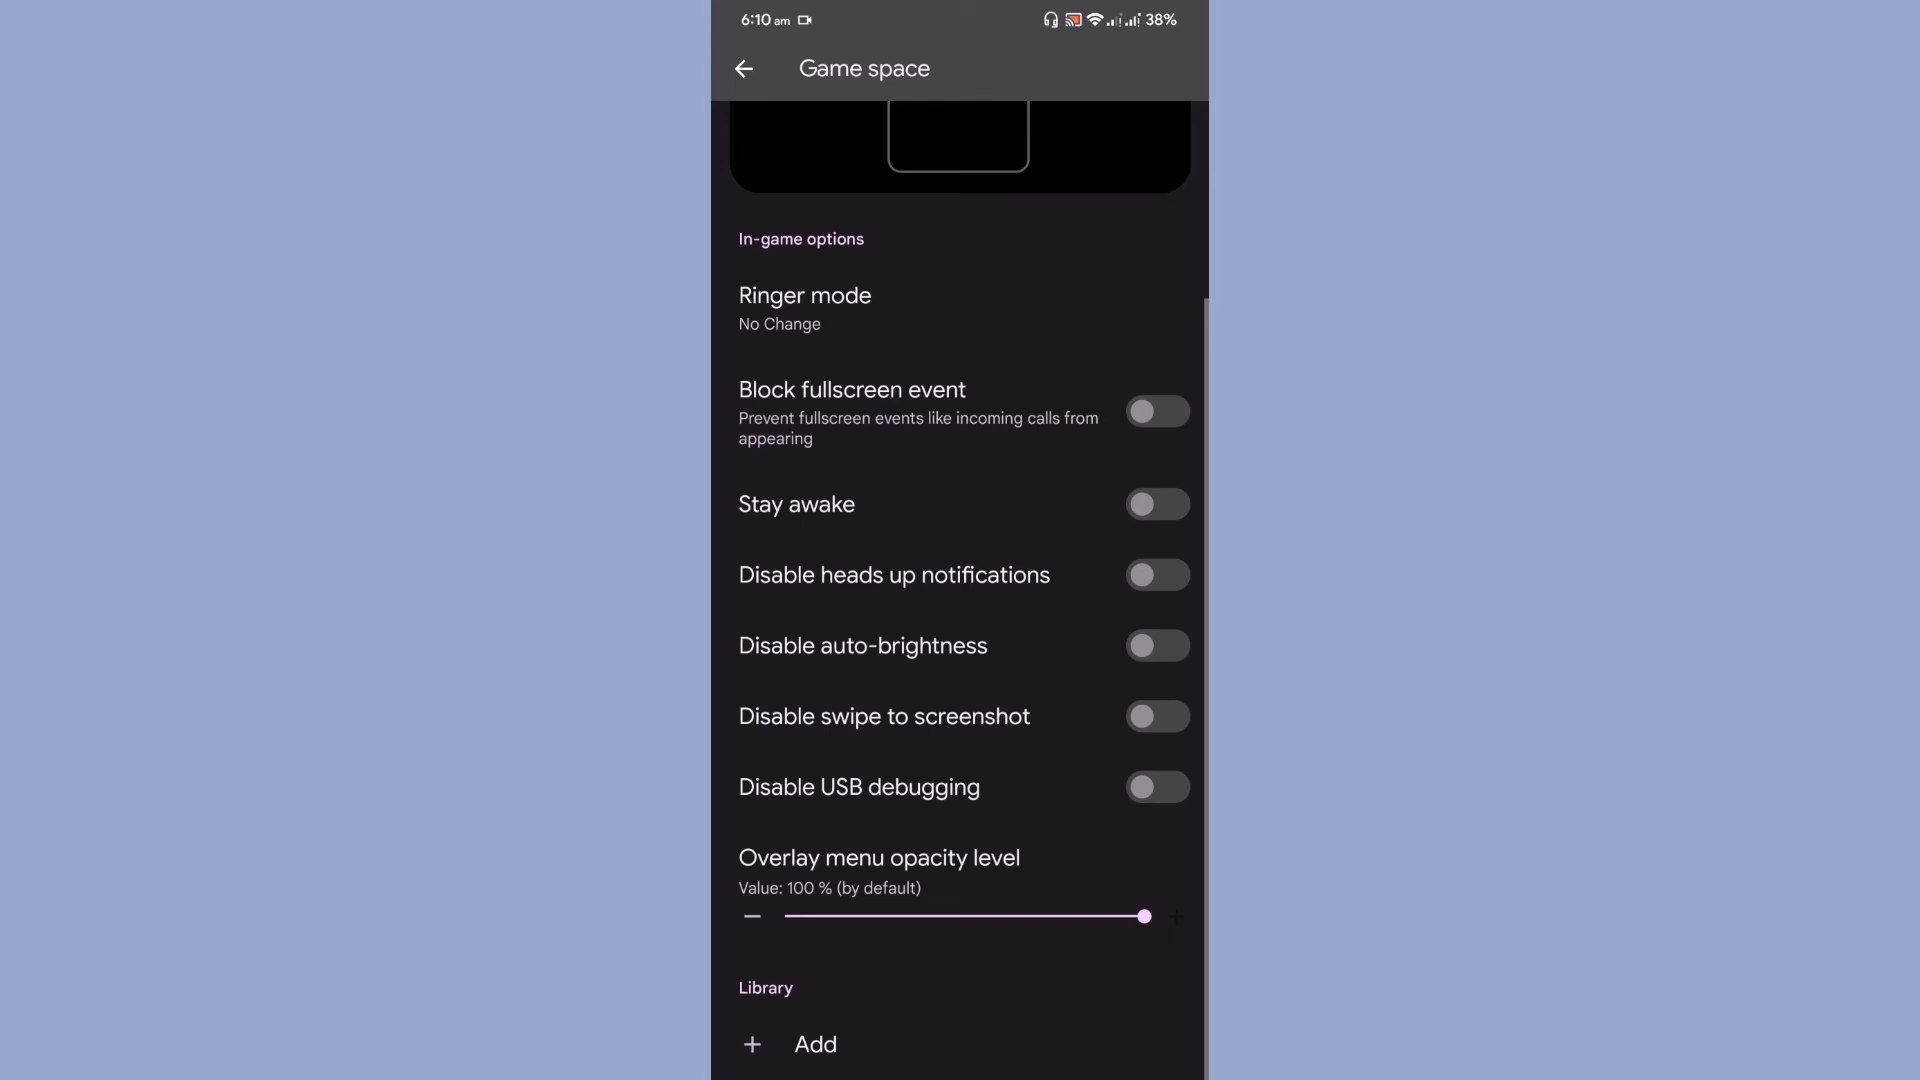 6:10 am
38%
Game space
In-game options
Ringer mode
No Change
Block fullscreen event
Prevent fullscreen events like incoming calls from
appearing
Stay awake
Disable heads up notifications
Disable auto-brightness
Disable swipe to screenshot
Disable USB debugging
Overlay menu opacity level
Value: 100 % (by default)
Library
Add